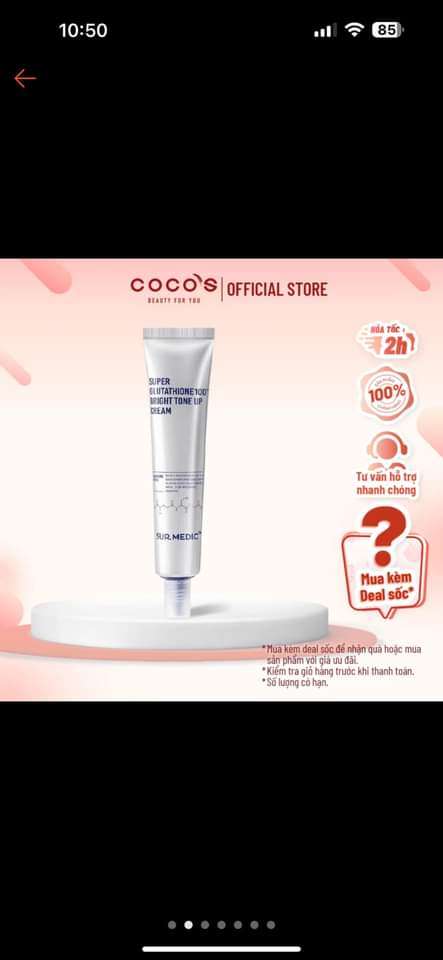 10:50
85
COCO'S
BEAUTY FOR YOU
OFFICIAL STORE
HỎA TỐC
2h
SUPER
GLUTATHIONE 100
BRIGHT TONE UP
CREAM
100%
Tư vấn hỗ trợ
nhanh chóng
SUR.MEDIC+
?
Mua kèm
Deal sốc*
*Mua kèm deal sốc để nhận quà hoặc mua
sản phẩm với giá ưu đãi.
*Kiểm tra giỏ hàng trước khi thanh toán.
*Số lượng có hạn.